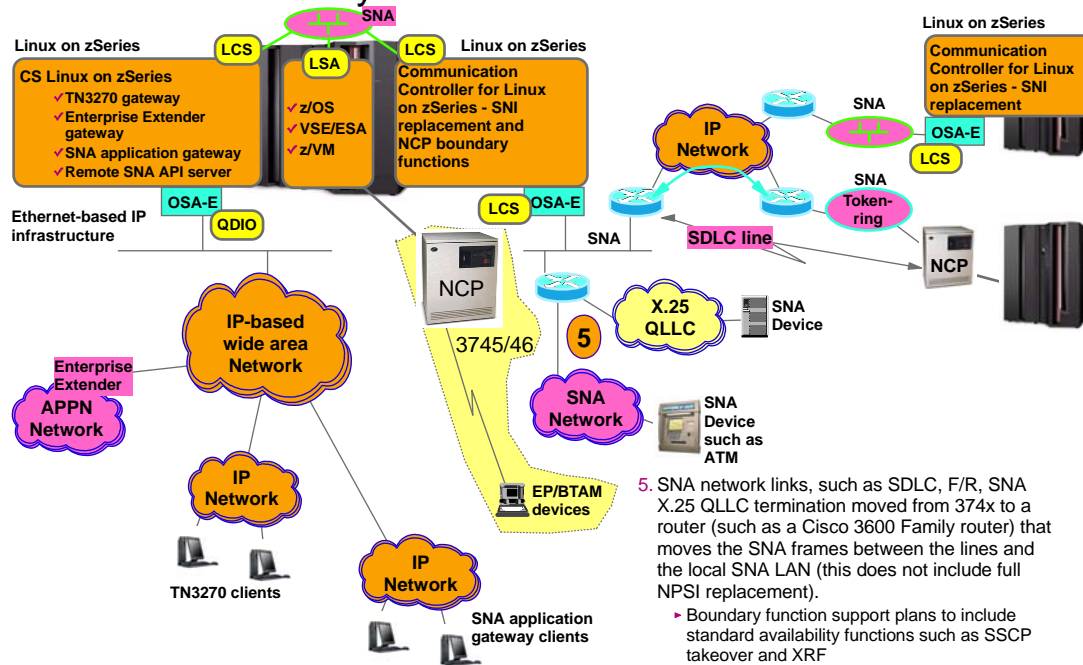 SNA
Linux on zSeries
LCS
LSA
LCS
Linux on zSeries
CS Linux on zSeries
✓TN3270 gateway
✓Enterprise Extender
gateway
✓SNA application gateway
✓Remote SNA API server
✓z/OS
✓VSE/ESA
✓z/VM
Communication
Controller for Linux
on zSeries - SNI
replacement and
NCP boundary
functions
Linux on zSeries
Communication
Controller for Linux
on zSeries - SNI
replacement
SNA
OSA-E
LCS
IP
Network
SNA
Token-
ring
NCP
OSA-E
QDIO
Ethernet-based IP
infrastructure
LCS
OSA-E
SNA
SDLC line
NCP
3745/46
X.25
QLLC
SNA
Device
5
IP-based
wide area
Network
Enterprise
Extender
APPN
Network
SNA
Network
SNA
Device
such as
ATM
EP/BTAM
devices
IP
Network
TN3270 clients
IP
Network
SNA application
gateway clients
5. SNA network links, such as SDLC, F/R, SNA
X.25 QLLC termination moved from 374x to a
router (such as a Cisco 3600 Family router) that
moves the SNA frames between the lines and
the local SNA LAN (this does not include full
NPSI replacement).
► Boundary function support plans to include
standard availability functions such as SSCP
takeover and XRF